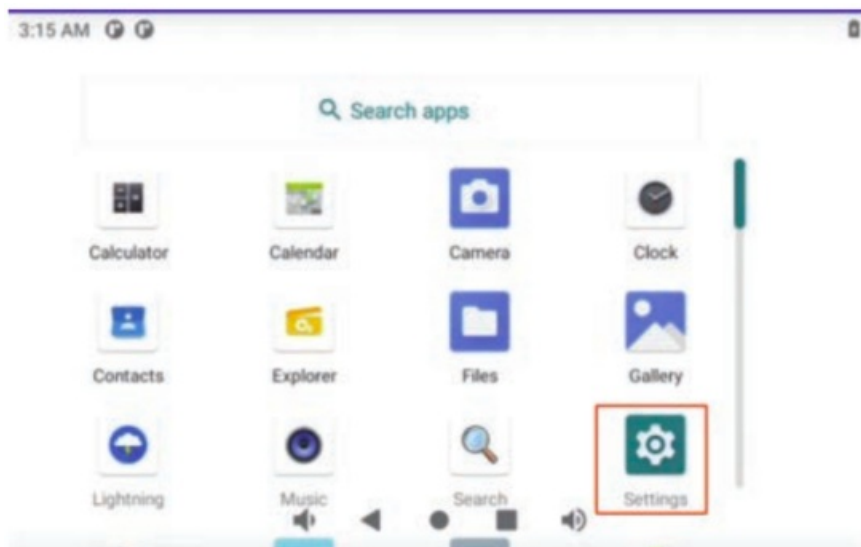 3:15 AM
Search apps
Calculator Calendar Camera Clock
Contacts Explorer Files Gallery
Lightning Music Search Settings